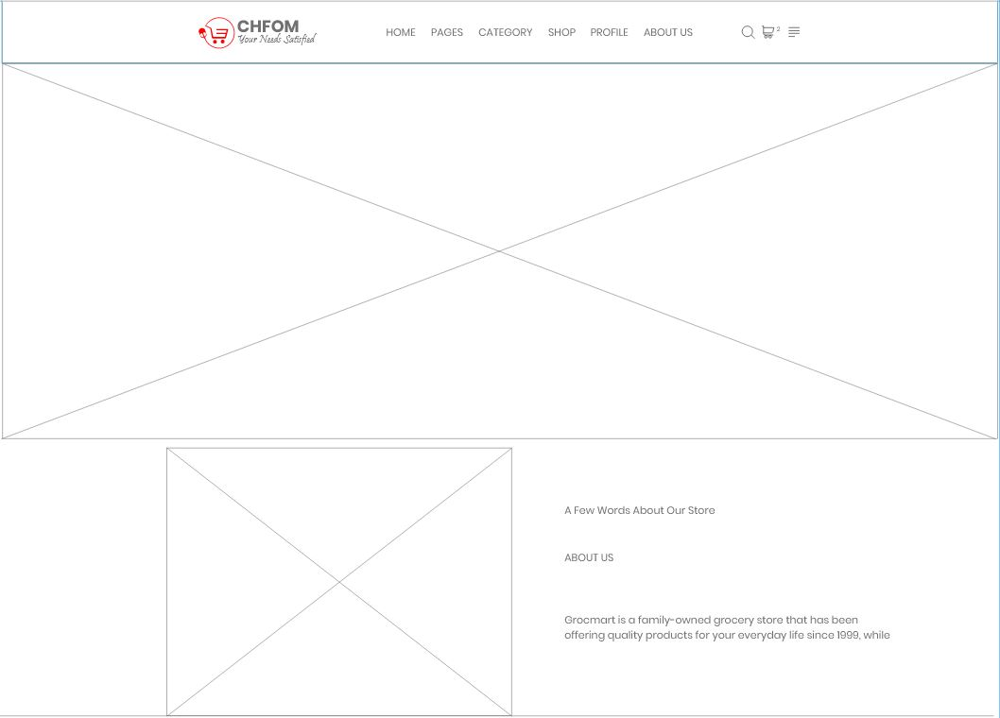 CHFOM
Your Needs Satisfied
HOME PAGES CATEGORY SHOP PROFILE ABOUT US
2
A Few Words About Our Store
ABOUT US
Grocmart is a family-owned grocery store that has been
offering quality products for your everyday life since 1999, while